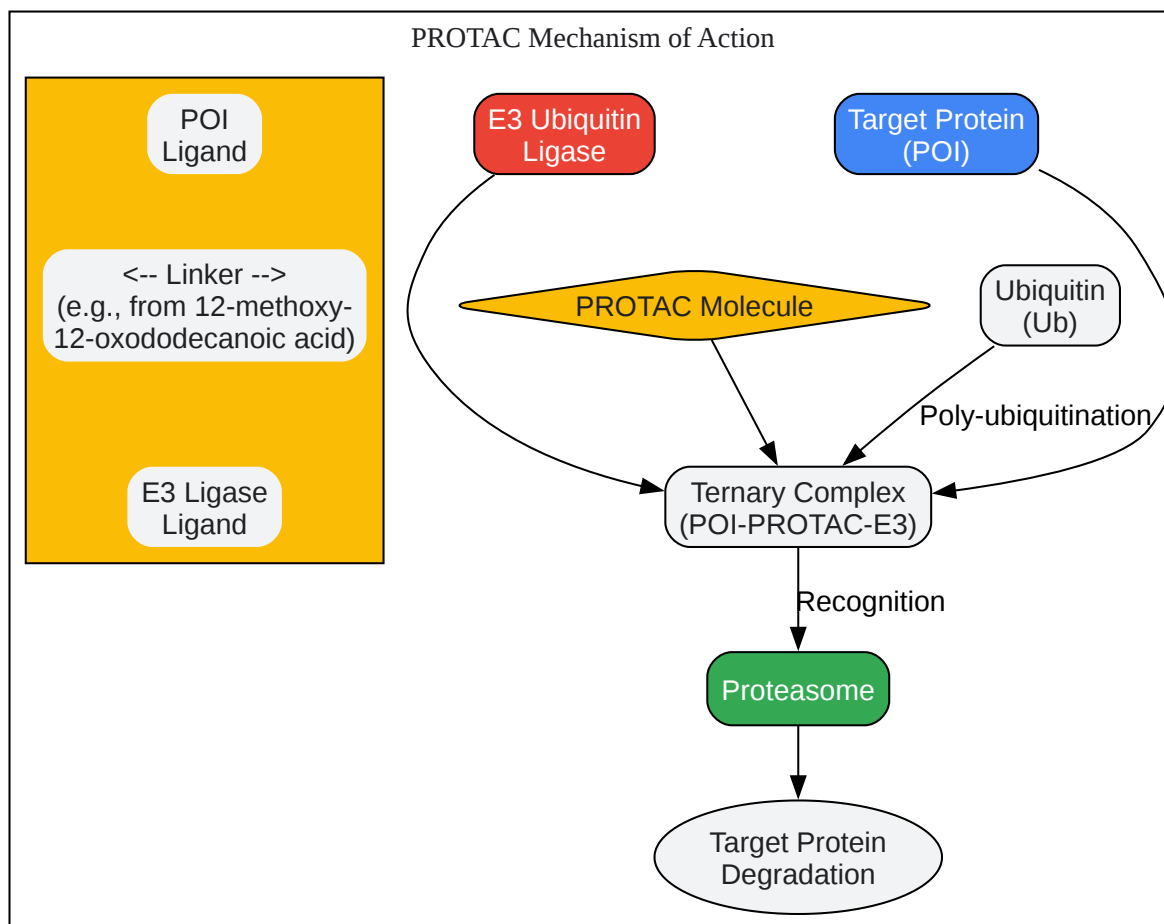 PROTAC Mechanism of Action
POI
Ligand
<-- Linker -->
(e.g., from 12-methoxy-
12-oxododecanoic acid)
E3 Ligase
Ligand
E3 Ubiquitin
Ligase
Target Protein
(POI)
PROTAC Molecule
Ubiquitin
(Ub)
Poly-ubiquitination
Ternary Complex
(POI-PROTAC-E3)
Recognition
Proteasome
Target Protein
Degradation